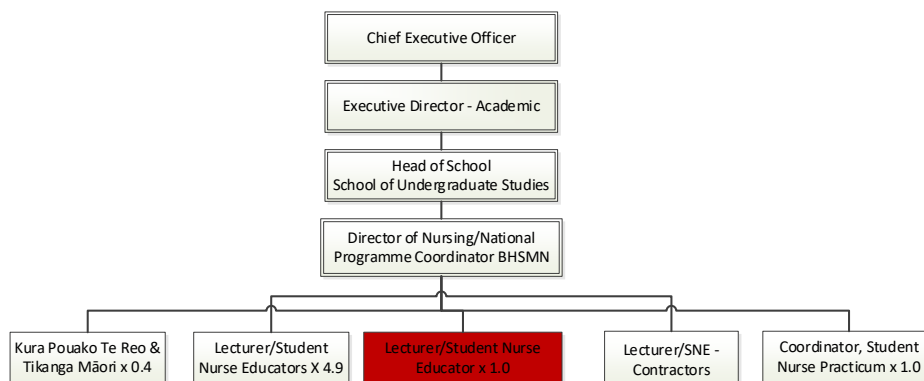 Chief Executive Officer
Executive Director - Academic
Head of School
School of Undergraduate Studies
Director of Nursing/National
Programme Coordinator BHSMN
Kura Pouako Te Reo &
Tikanga Māori x 0.4
Lecturer/Student
Nurse Educators X 4.9
Lecturer/Student Nurse
Educator x 1.0
Lecturer/SNE -
Contractors
Coordinator, Student
Nurse Practicum x 1.0